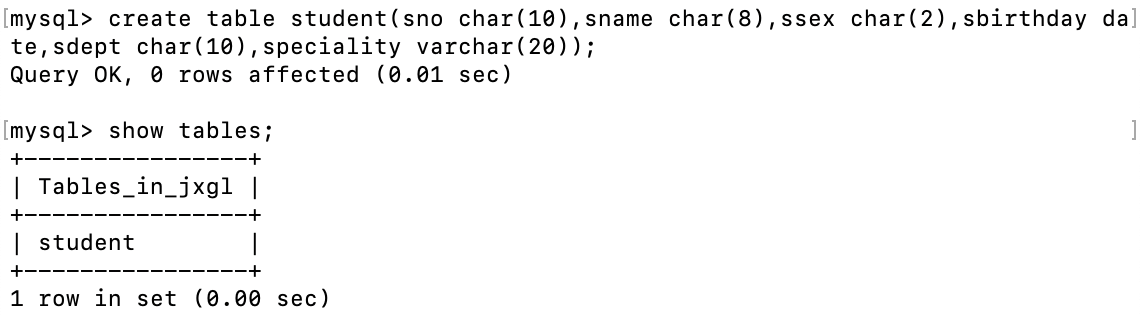 [mysql> create table student(sno char(10),sname char(8),ssex char(2),sbirthday da]
te,sdept char(10),speciality varchar(20));
Query OK, 0 rows affected (0.01 sec)
[mysql> show tables; ]
+----------------+
| Tables_in_jxgl |
+----------------+
| student        |
+----------------+
1 row in set (0.00 sec)